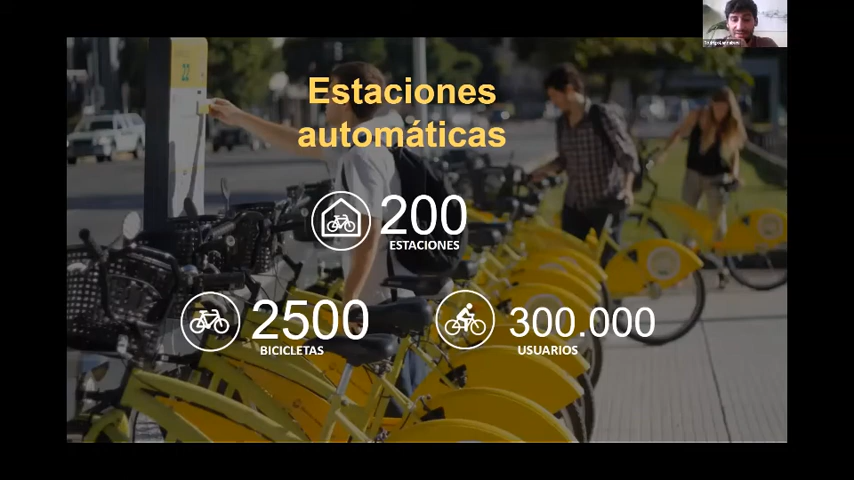 Estaciones
automáticas
200
ESTACIONES
2500
BICICLETAS
300.000
USUARIOS